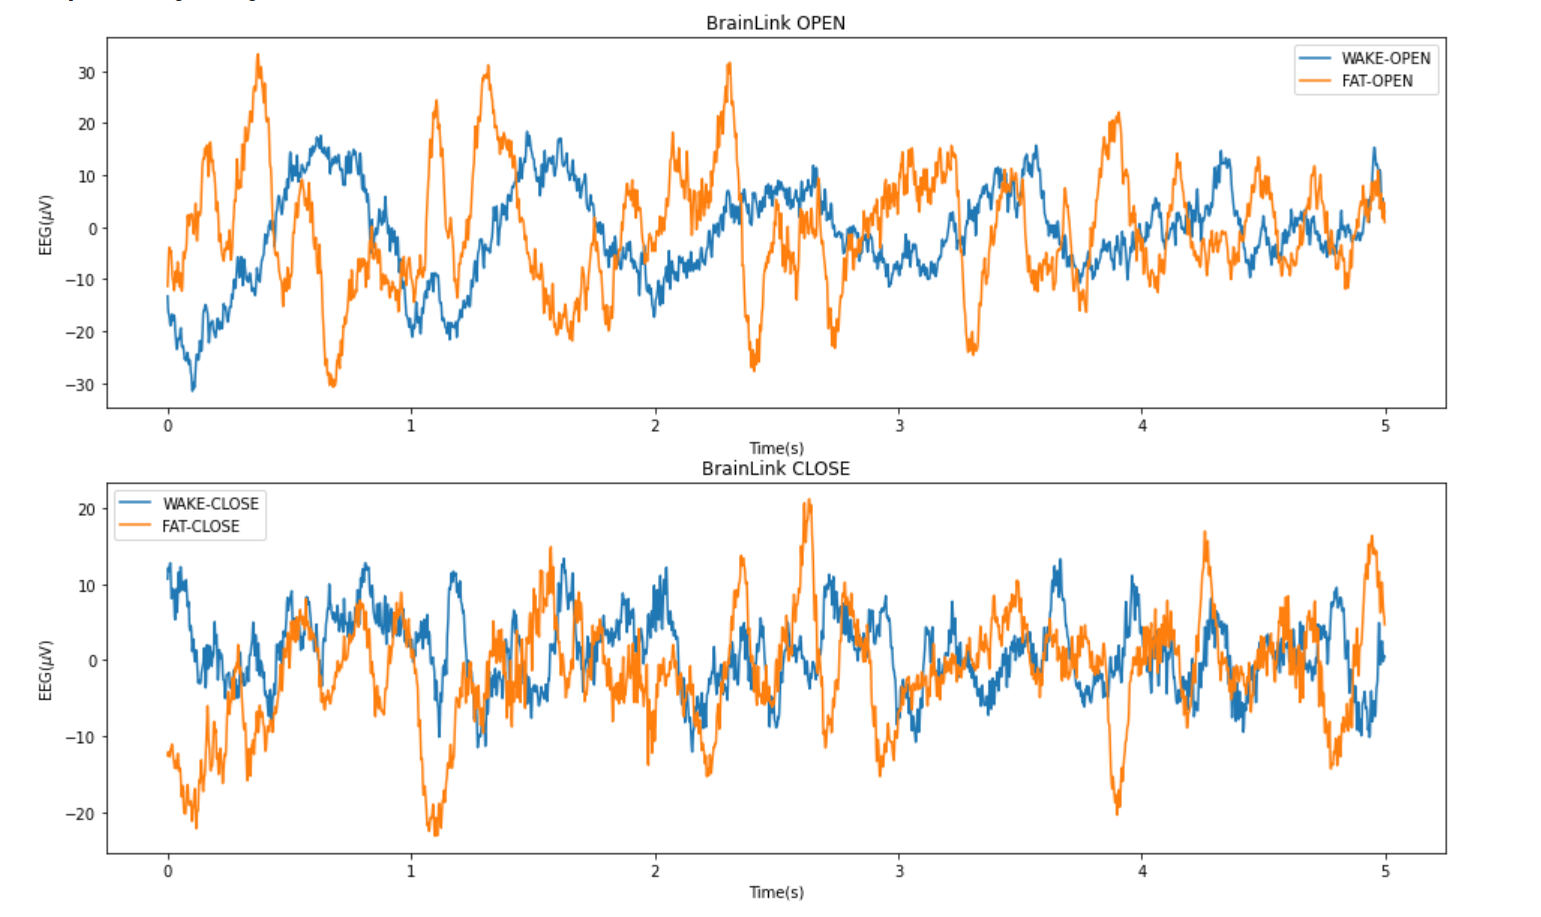 BrainLink OPEN
WAKE-OPEN
FAT-OPEN
30
20
10
0
−10
−20
−30
EEG(μV)
0 1 2 3 4 5
Time(s)
BrainLink CLOSE
WAKE-CLOSE
FAT-CLOSE
20
10
0
−10
−20
EEG(μV)
0 1 2 3 4 5
Time(s)